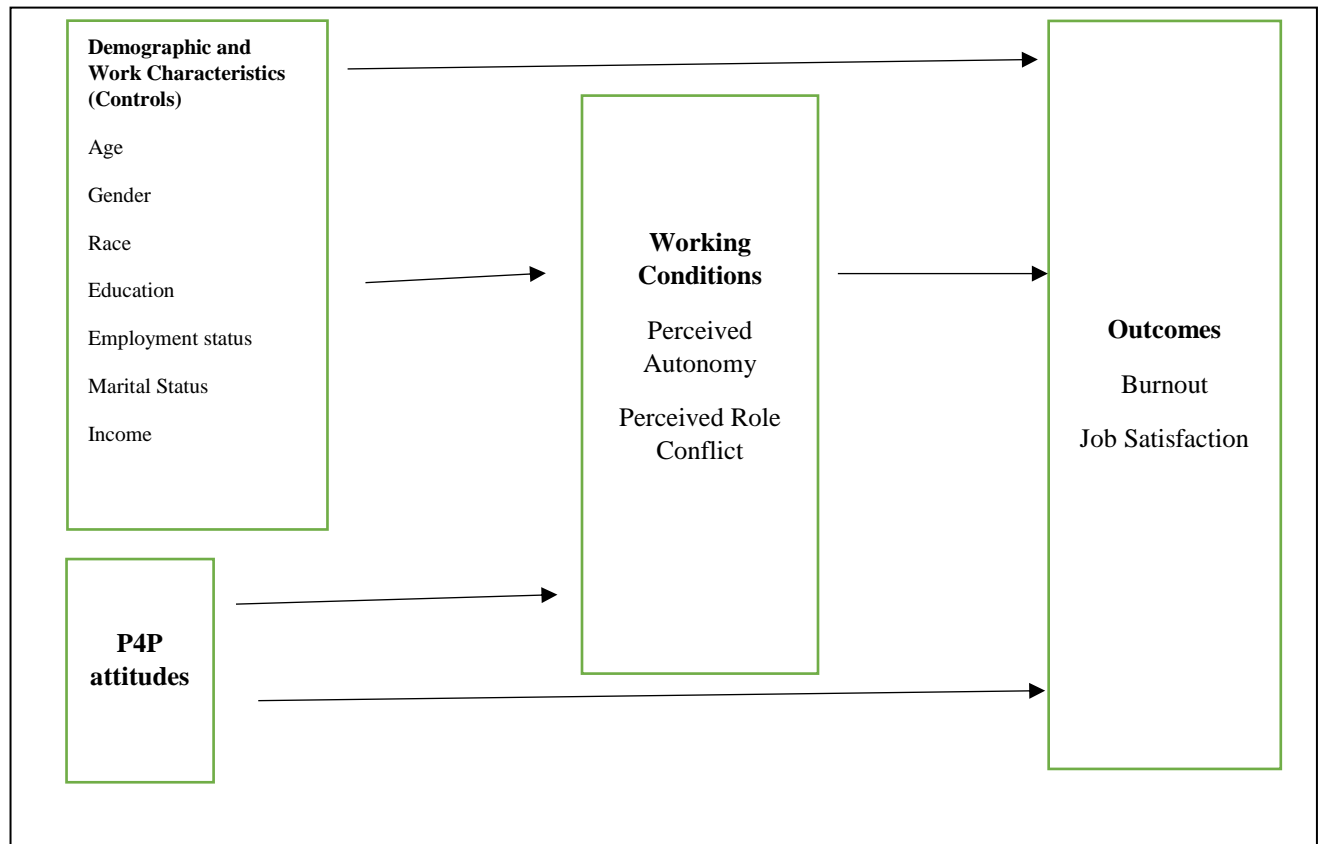 Demographic and
Work Characteristics
(Controls)
Age
Gender
Race
Education
Employment status
Marital Status
Income
P4P
attitudes
Working
Conditions
Perceived
Autonomy
Perceived Role
Conflict
Outcomes
Burnout
Job Satisfaction